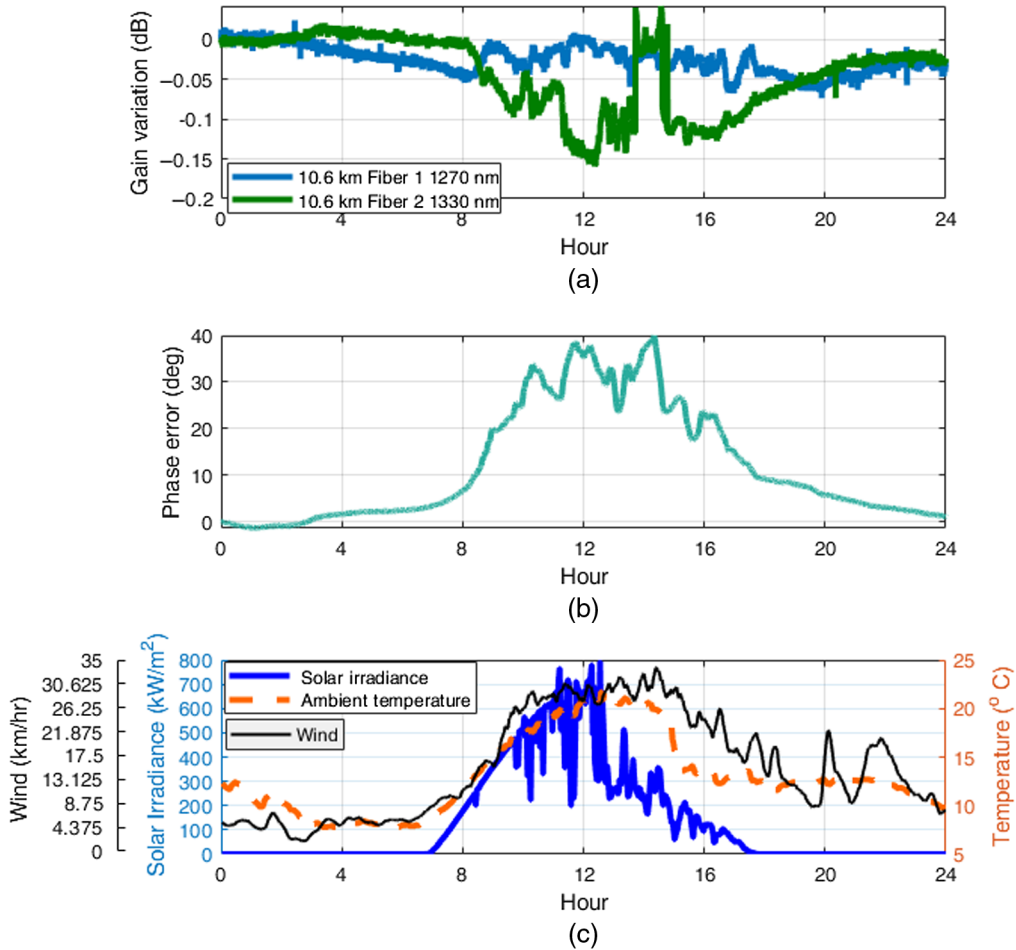 Gain variation (dB)
0
−0.05
−0.1
−0.15
−0.2
10.6 km Fiber 1 1270 nm
10.6 km Fiber 2 1330 nm
0 4 8 12 16 20 24
Hour
(a)
Phase error (deg)
40
30
20
10
0
0 4 8 12 16 20 24
Hour
(b)
Wind (km/hr)
35
30.625
26.25
21.875
17.5
13.125
8.75
4.375
0
Solar Irradiance (kW/m²)
800
700
600
500
400
300
200
100
0
Solar irradiance
Ambient temperature
Wind
25
20
15
10
5
Temperature (° C)
0 4 8 12 16 20 24
Hour
(c)